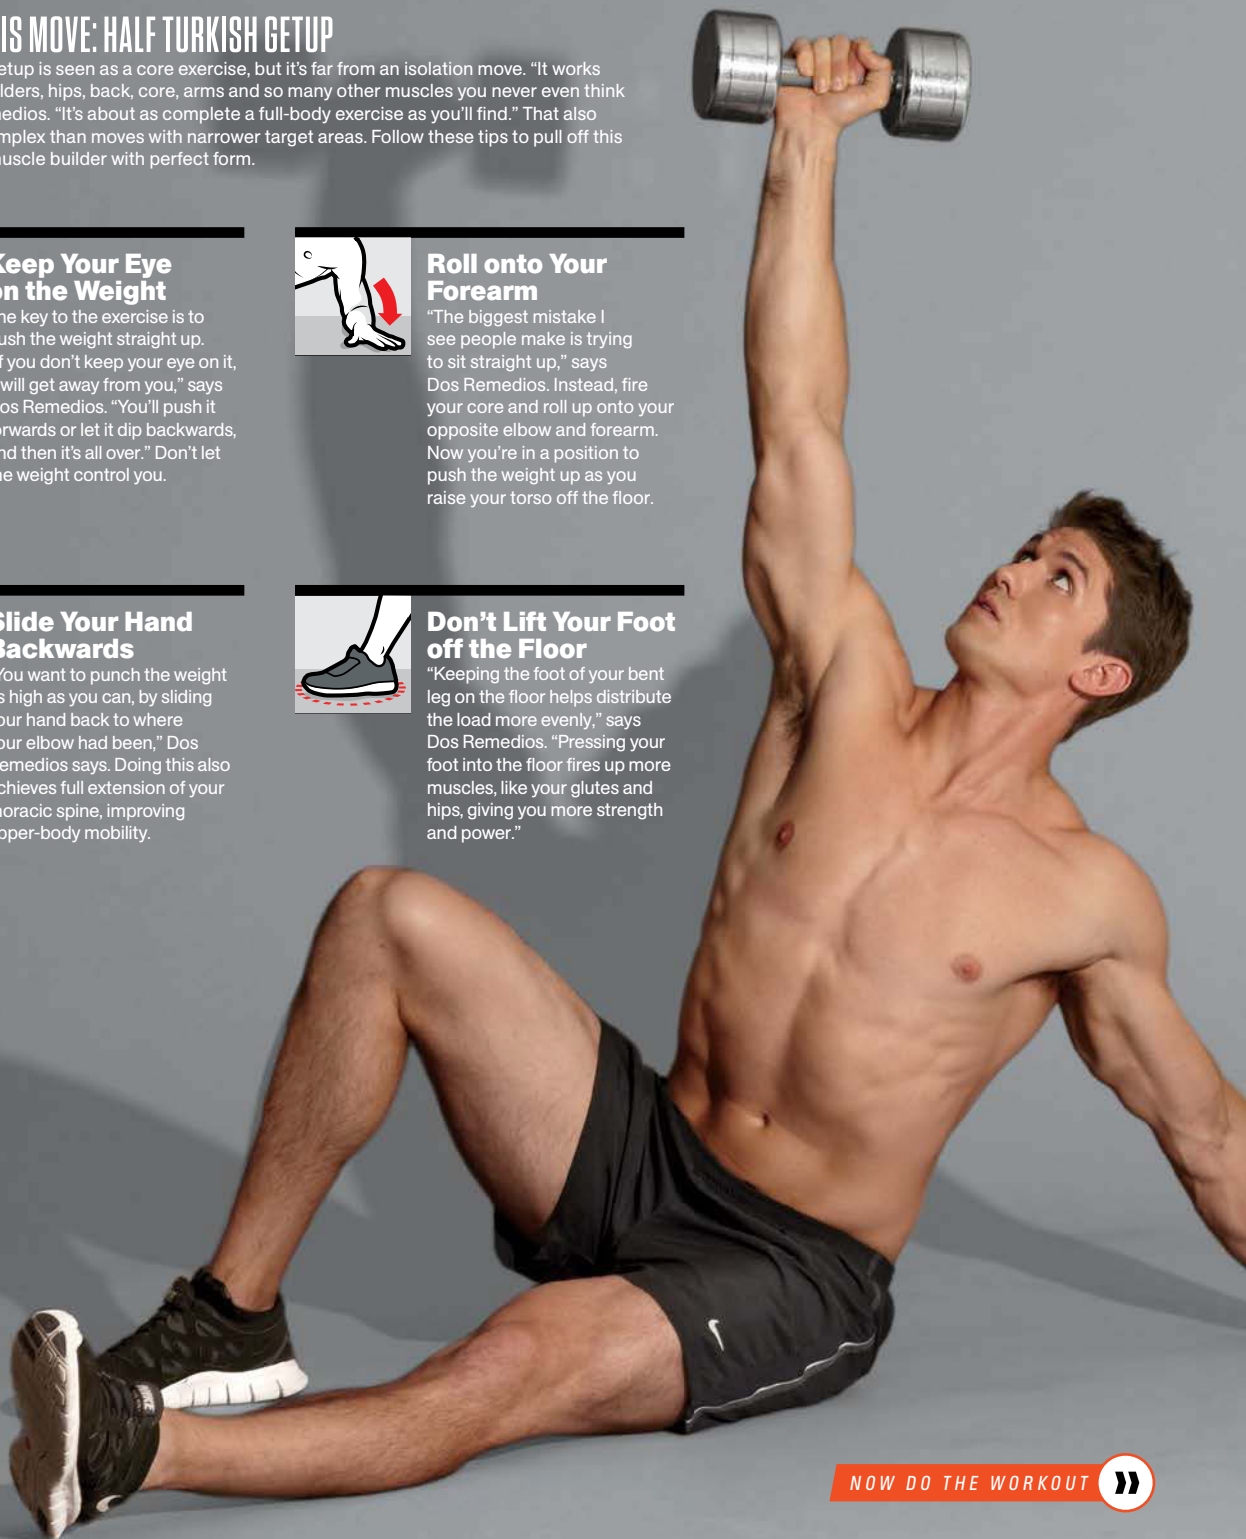 IS MOVE: HALF TURKISH GETUP
etup is seen as a core exercise, but it’s far from an isolation move. “It works
lders, hips, back, core, arms and so many other muscles you never even think
edios. “It’s about as complete a full-body exercise as you’ll find.” That also
mplex than moves with narrower target areas. Follow these tips to pull off this
uscle builder with perfect form.
Keep Your Eye
on the Weight
he key to the exercise is to
ush the weight straight up.
f you don’t keep your eye on it,
will get away from you,” says
os Remedios. “You’ll push it
orwards or let it dip backwards,
nd then it’s all over.” Don’t let
he weight control you.
Roll onto Your
Forearm
“The biggest mistake I
see people make is trying
to sit straight up,” says
Dos Remedios. Instead, fire
your core and roll up onto your
opposite elbow and forearm.
Now you’re in a position to
push the weight up as you
raise your torso off the floor.
Slide Your Hand
Backwards
You want to punch the weight
s high as you can, by sliding
our hand back to where
our elbow had been,” Dos
emedios says. Doing this also
chieves full extension of your
horacic spine, improving
pper-body mobility.
Don’t Lift Your Foot
off the Floor
“Keeping the foot of your bent
leg on the floor helps distribute
the load more evenly,” says
Dos Remedios. “Pressing your
foot into the floor fires up more
muscles, like your glutes and
hips, giving you more strength
and power.”
NOW DO THE WORKOUT